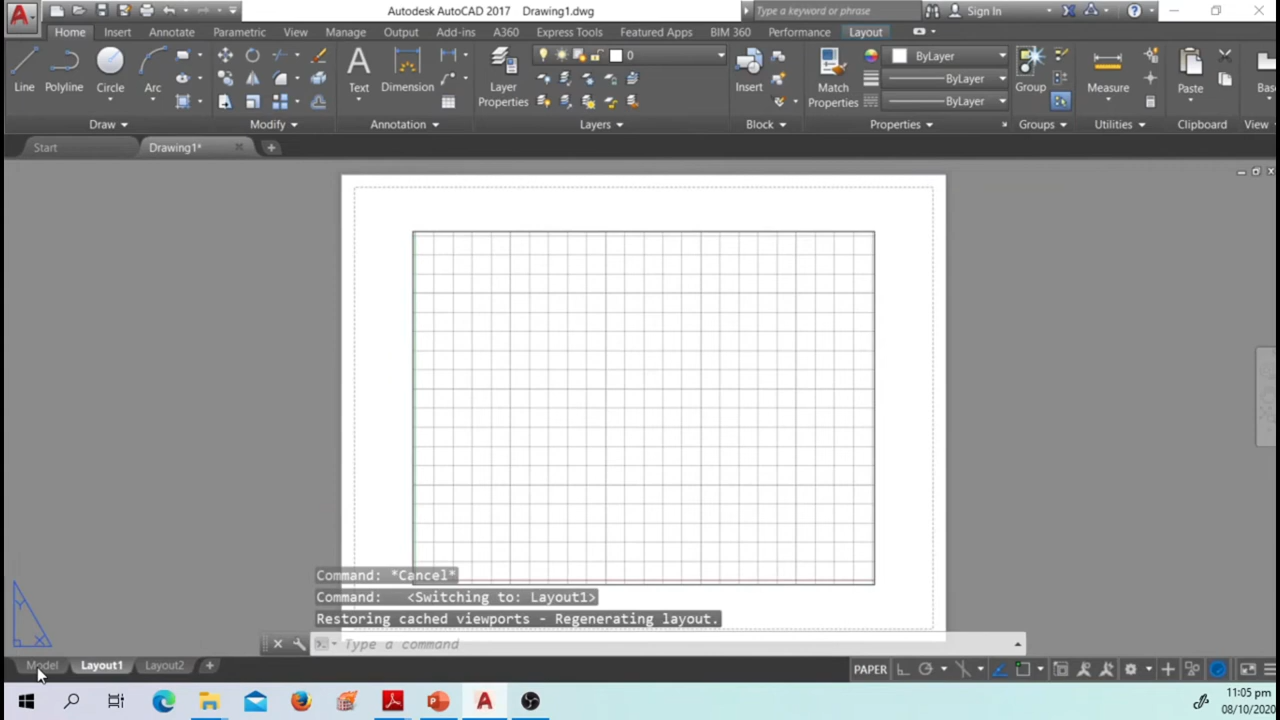 Autodesk AutoCAD 2017 Drawing1.dwg
Type a keyword or phrase
Sign In
Home Insert Annotate Parametric View Manage Output Add-ins A360 Express Tools Featured Apps BIM 360 Performance Layout
Line Polyline Circle Arc Text Dimension Layer Properties 0 Insert Match Properties ByLayer ByLayer ByLayer Group Measure Paste Bas
Draw Modify Annotation Layers Block Properties Groups Utilities Clipboard View
Start Drawing1*
Command: *Cancel*
Command: <Switching to: Layout1>
Restoring cached viewports - Regenerating layout.
Type a command
Model Layout1 Layout2 PAPER
11:05 pm
08/10/2020